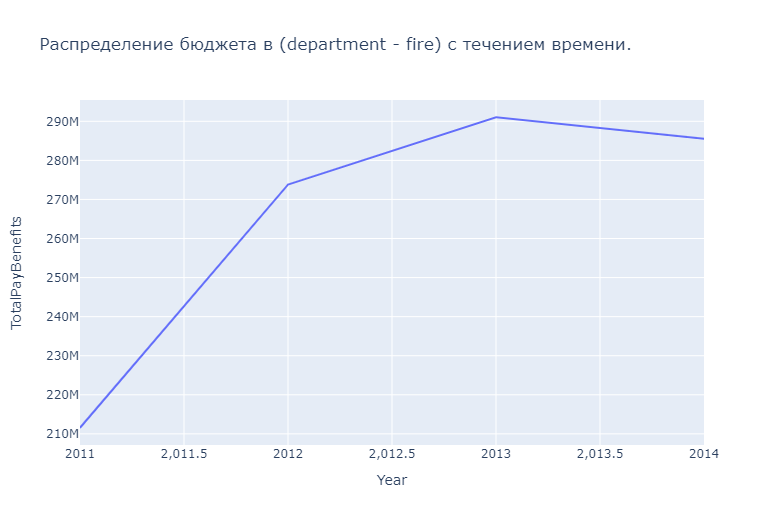 Распределение бюджета в (department - fire) с течением времени.
290M
280M
270M
260M
250M
240M
230M
220M
210M
TotalPayBenefits
2011 2,011.5 2012 2,012.5 2013 2,013.5 2014
Year